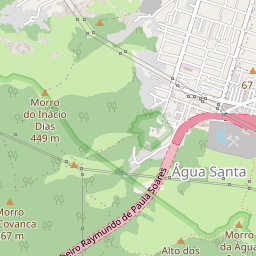 Morro
do Inácio
Dias
449 m
67
Água Santa
eiro Raymundo de Paula Soares
Morro
Covanca
67 m
Alto dos
Morro
da Água